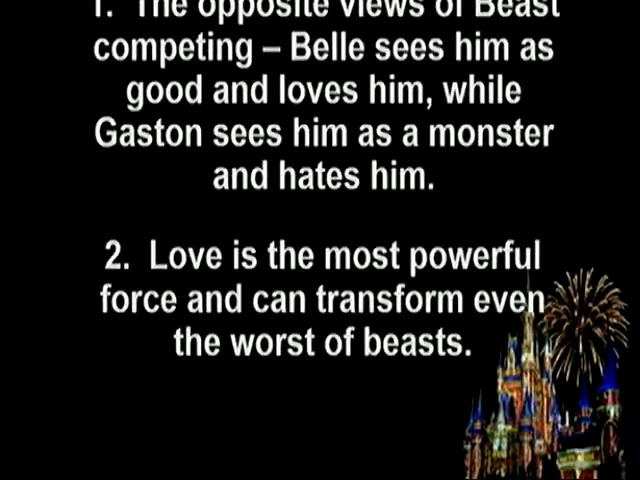 1. The opposite views of Beast
competing – Belle sees him as
good and loves him, while
Gaston sees him as a monster
and hates him.
2. Love is the most powerful
force and can transform even
the worst of beasts.